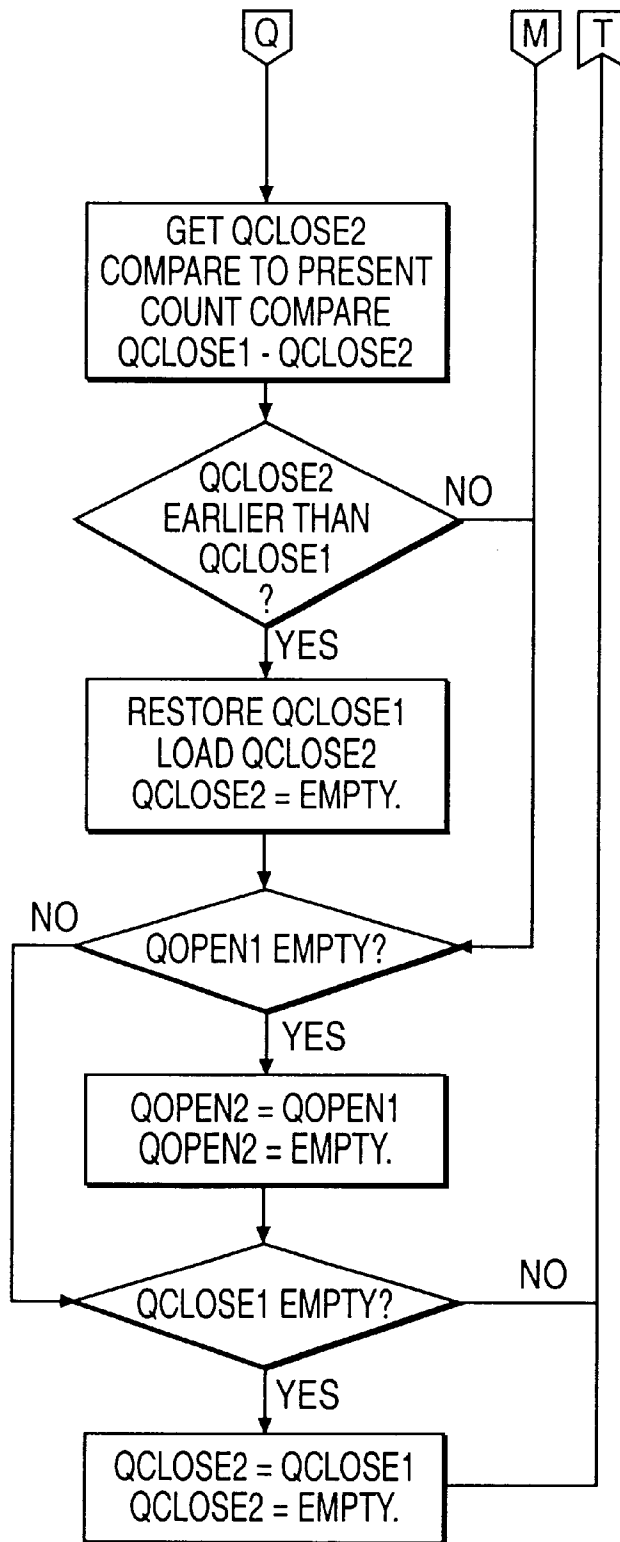 Q
M
T
GET QCLOSE2
COMPARE TO PRESENT
COUNT COMPARE
QCLOSE1 - QCLOSE2
QCLOSE2
EARLIER THAN
QCLOSE1
?
NO
YES
RESTORE QCLOSE1
LOAD QCLOSE2
QCLOSE2 = EMPTY.
NO
QOPEN1 EMPTY?
YES
QOPEN2 = QOPEN1
QOPEN2 = EMPTY.
QCLOSE1 EMPTY?
NO
YES
QCLOSE2 = QCLOSE1
QCLOSE2 = EMPTY.